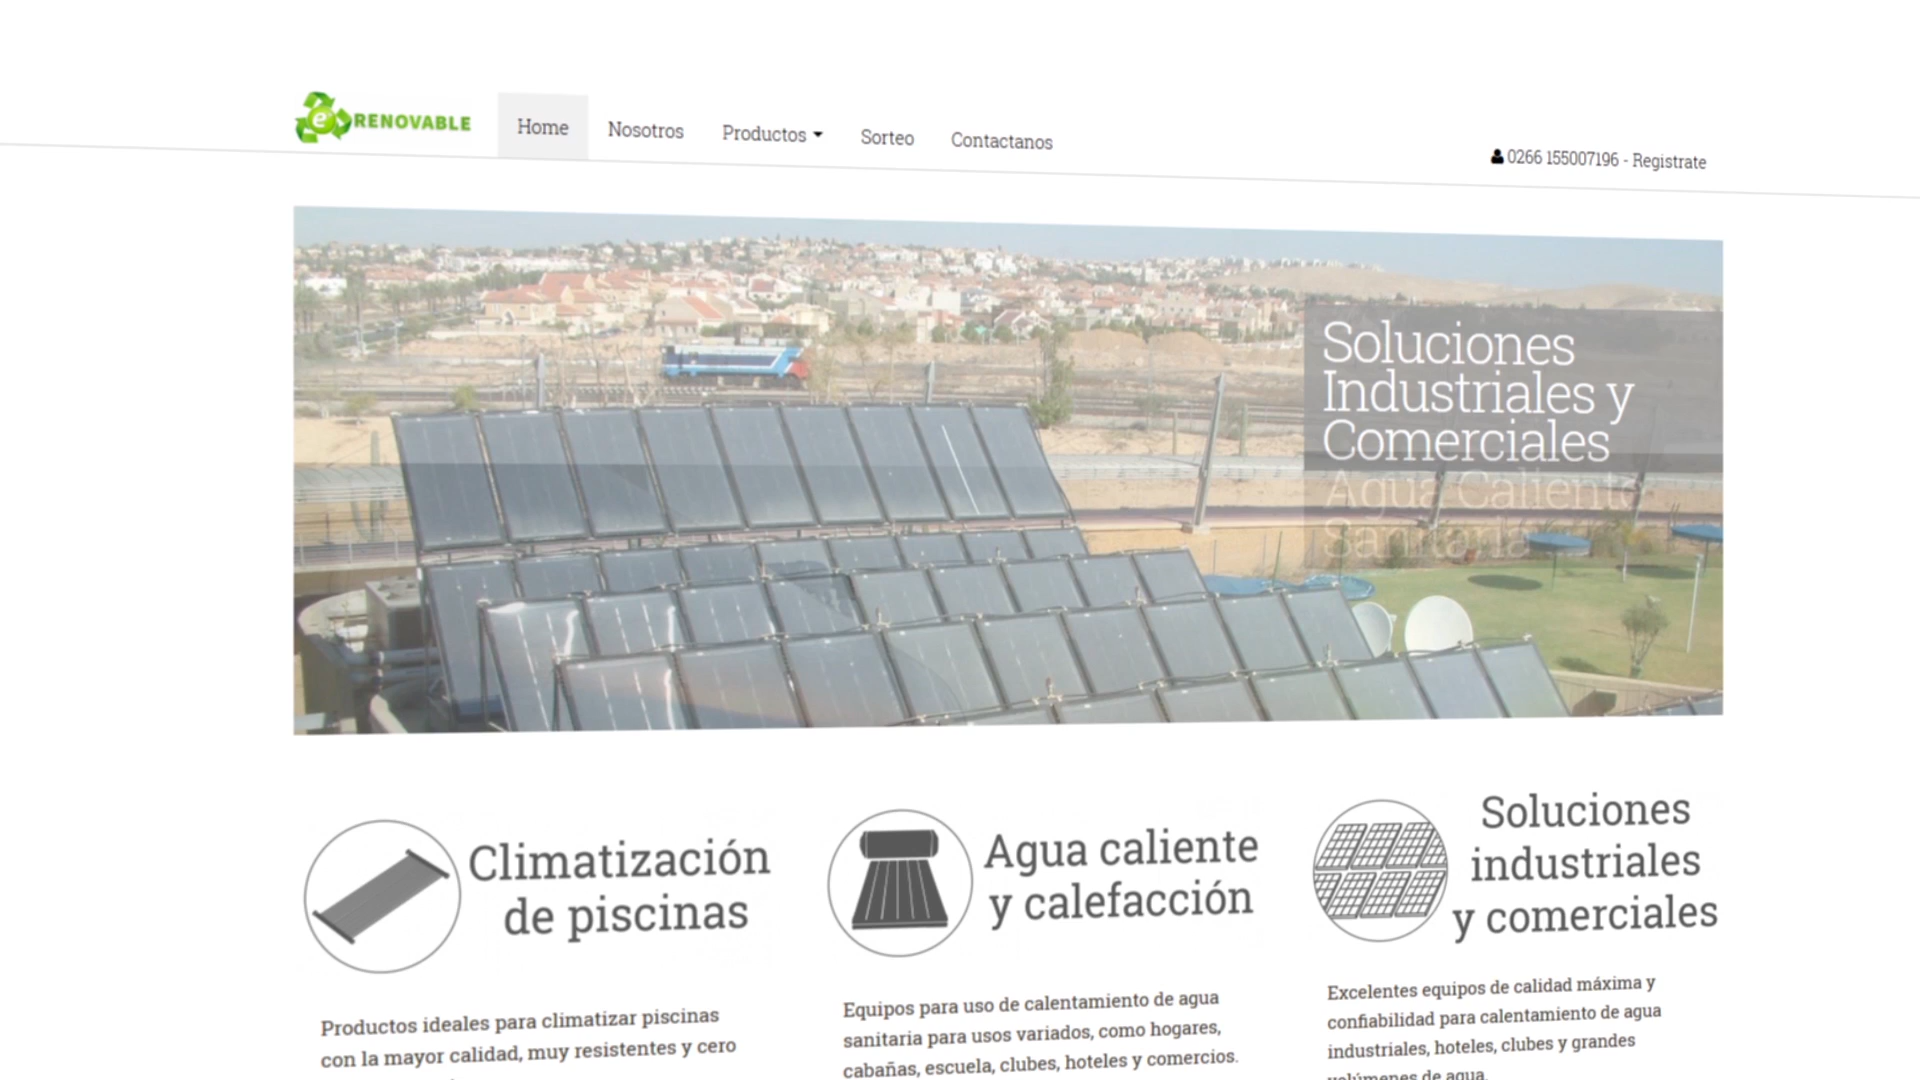 e RENOVABLE
Home
Nosotros
Productos
Sorteo
Contactanos
0266 155007196 - Registrate
Soluciones
Industriales y
Comerciales
Agua Caliente
Sanitaria
Climatización
de piscinas
Agua caliente
y calefacción
Soluciones
industriales
y comerciales
Productos ideales para climatizar piscinas
con la mayor calidad, muy resistentes y cero
Equipos para uso de calentamiento de agua
sanitaria para usos variados, como hogares,
cabañas, escuela, clubes, hoteles y comercios.
Excelentes equipos de calidad máxima y
confiabilidad para calentamiento de agua
industriales, hoteles, clubes y grandes
volúmenes de agua.